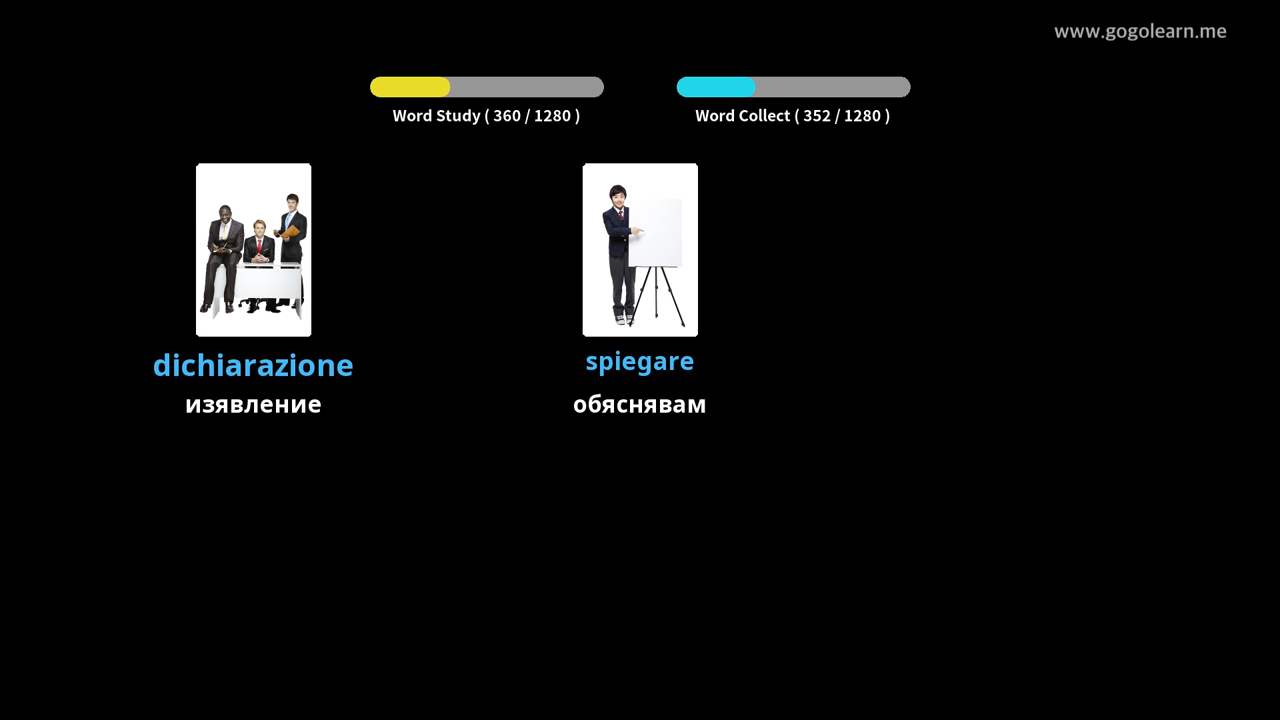 www.gogolearn.me
Word Study ( 360 / 1280 )
Word Collect ( 352 / 1280 )
dichiarazione
изявление
spiegare
обяснявам